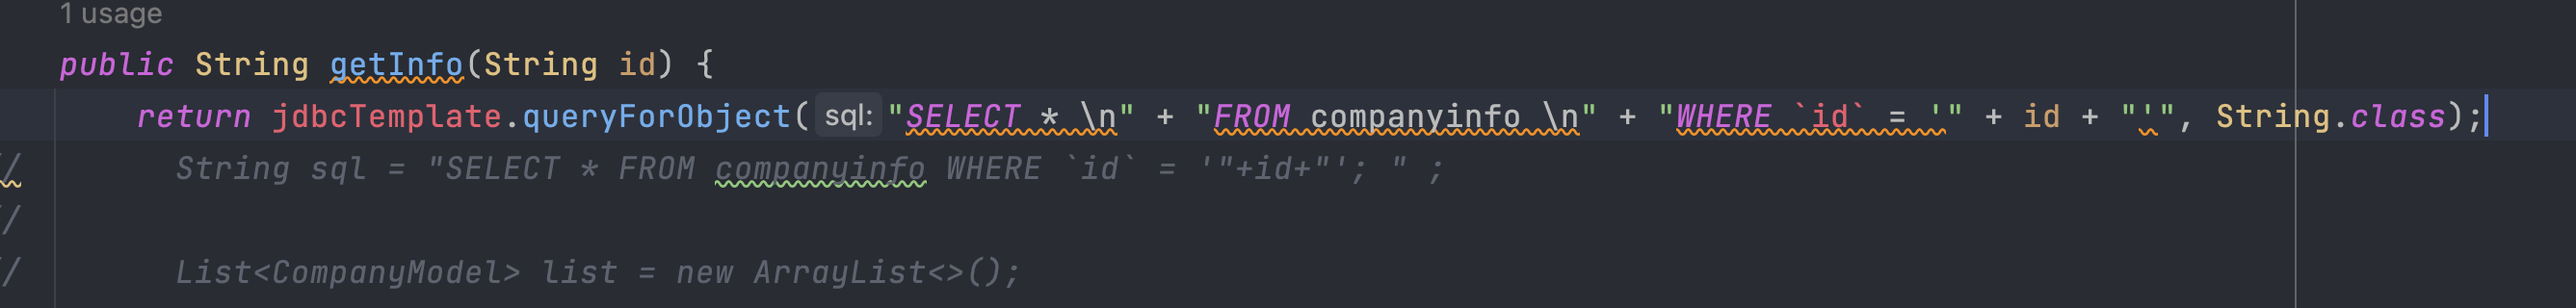 1 usage
public String getInfo(String id) {
return jdbcTemplate.queryForObject( sql: "SELECT * \n" + "FROM companyinfo \n" + "WHERE `id` = '" + id + "'", String.class);
// String sql = "SELECT * FROM companyinfo WHERE `id` = '"+id+"'; " ;
//
// List<CompanyModel> list = new ArrayList<>();